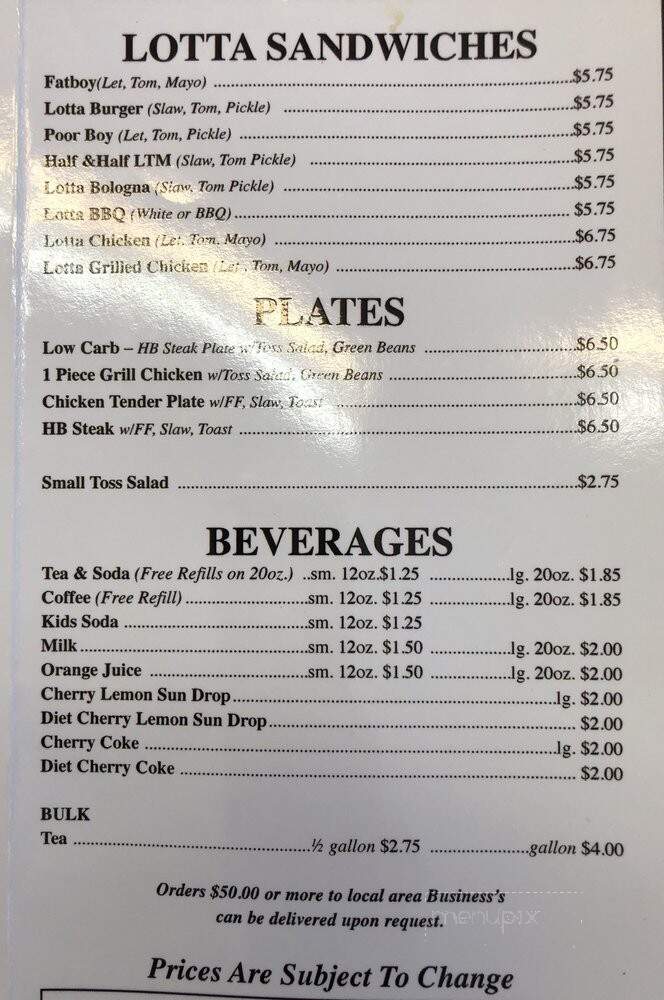 LOTTA SANDWICHES
Fatboy(Let, Tom, Mayo) ........ $5.75
Lotta Burger (Slaw, Tom, Pickle) ........ $5.75
Poor Boy (Let, Tom, Pickle) ........ $5.75
Half &Half LTM (Slaw, Tom Pickle) ........ $5.75
Lotta Bologna (Slaw, Tom Pickle) ........ $5.75
Lotta BBQ (White or BBQ) ........ $5.75
Lotta Chicken (Let, Tom, Mayo) ........ $6.75
Lotta Grilled Chicken (Let , Tom, Mayo) ........ $6.75
PLATES
Low Carb – HB Steak Plate w/Toss Salad, Green Beans ........ $6.50
1 Piece Grill Chicken w/Toss Salad, Green Beans ........ $6.50
Chicken Tender Plate w/FF, Slaw, Toast ........ $6.50
HB Steak w/FF, Slaw, Toast ........ $6.50
Small Toss Salad ........ $2.75
BEVERAGES
Tea & Soda (Free Refills on 20oz.) ..sm. 12oz.$1.25 ........ lg. 20oz. $1.85
Coffee (Free Refill) ........ sm. 12oz. $1.25 ........ lg. 20oz. $1.85
Kids Soda ........ sm. 12oz. $1.25
Milk ........ sm. 12oz. $1.50 ........ lg. 20oz. $2.00
Orange Juice ........ sm. 12oz. $1.50 ........ lg. 20oz. $2.00
Cherry Lemon Sun Drop ........ lg. $2.00
Diet Cherry Lemon Sun Drop ........ $2.00
Cherry Coke ........ lg. $2.00
Diet Cherry Coke ........ $2.00
BULK
Tea ........ ½ gallon $2.75 ........ gallon $4.00
Orders $50.00 or more to local area Business's
can be delivered upon request.
menupix
Prices Are Subject To Change